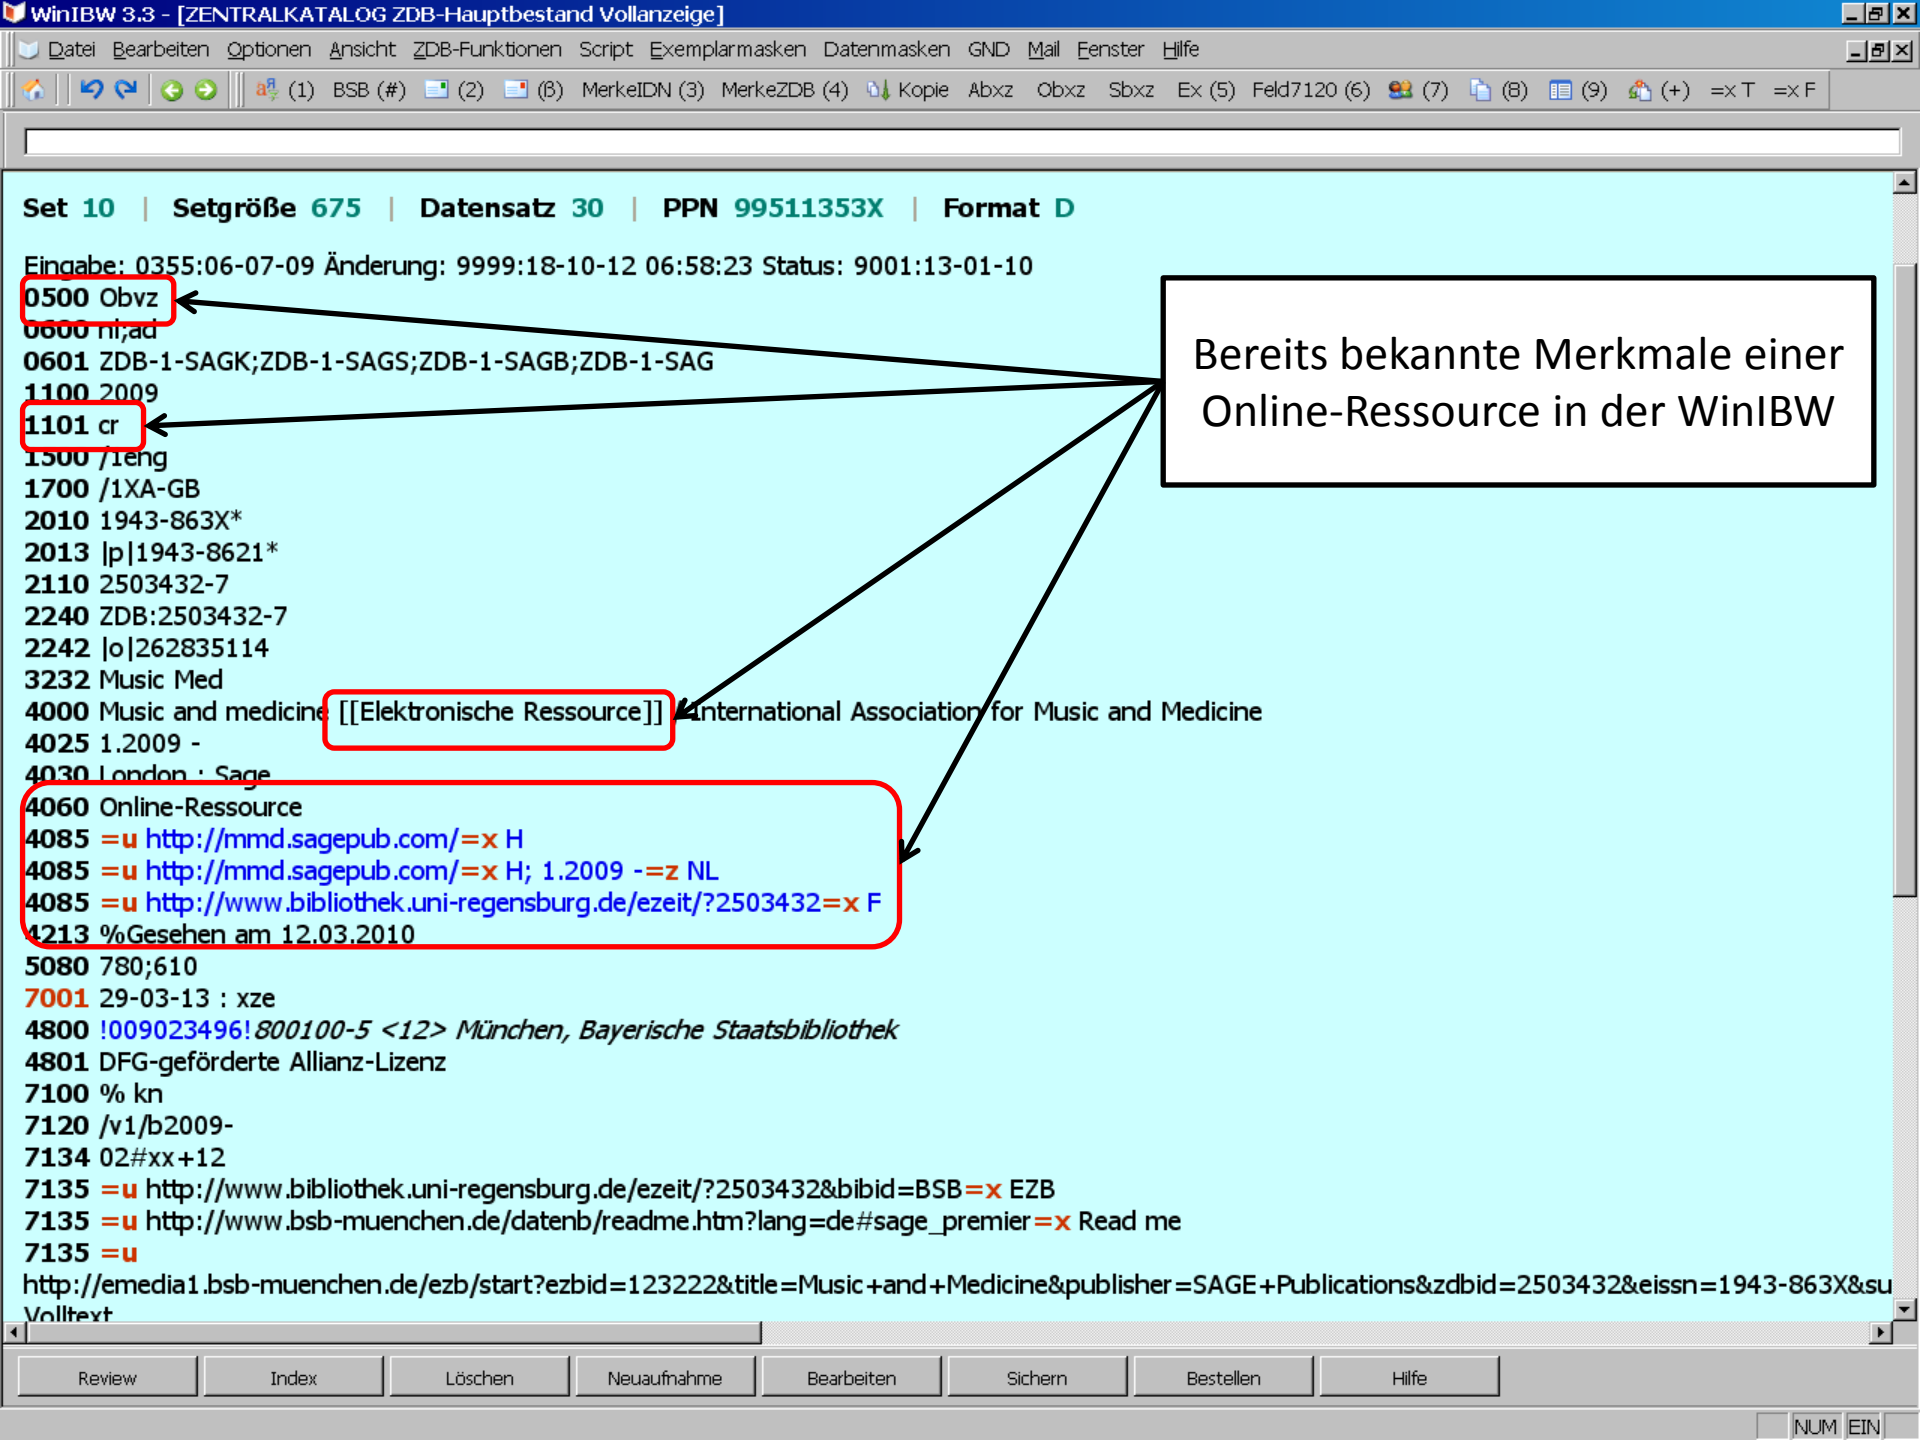 WinIBW 3.3 - [ZENTRALKATALOG ZDB-Hauptbestand Vollanzeige]
Datei Bearbeiten Optionen Ansicht ZDB-Funktionen Script Exemplarmasken Datenmasken GND Mail Fenster Hilfe
(1) BSB (#) (2) (ß) MerkeIDN (3) MerkeZDB (4) Kopie Abxz Obxz Sbxz Ex (5) Feld7120 (6) (7) (8) (9) (+) =x T =x F
Set 10 | Setgröße 675 | Datensatz 30 | PPN 99511353X | Format D
Eingabe: 0355:06-07-09 Änderung: 9999:18-10-12 06:58:23 Status: 9001:13-01-10
0500 Obvz
0600 nl;ad
0601 ZDB-1-SAGK;ZDB-1-SAGS;ZDB-1-SAGB;ZDB-1-SAG
1100 2009
1101 cr
1500 /1eng
1700 /1XA-GB
2010 1943-863X*
2013 |p|1943-8621*
2110 2503432-7
2240 ZDB:2503432-7
2242 |o|262835114
3232 Music Med
4000 Music and medicine [[Elektronische Ressource]] / International Association for Music and Medicine
4025 1.2009 -
4030 London : Sage
4060 Online-Ressource
4085 =u http://mmd.sagepub.com/=x H
4085 =u http://mmd.sagepub.com/=x H; 1.2009 -=z NL
4085 =u http://www.bibliothek.uni-regensburg.de/ezeit/?2503432=x F
4213 %Gesehen am 12.03.2010
5080 780;610
7001 29-03-13 : xze
4800 !009023496!800100-5 <12> München, Bayerische Staatsbibliothek
4801 DFG-geförderte Allianz-Lizenz
7100 % kn
7120 /v1/b2009-
7134 02#xx+12
7135 =u http://www.bibliothek.uni-regensburg.de/ezeit/?2503432&bibid=BSB=x EZB
7135 =u http://www.bsb-muenchen.de/datenb/readme.htm?lang=de#sage_premier=x Read me
7135 =u
http://emedia1.bsb-muenchen.de/ezb/start?ezbid=123222&title=Music+and+Medicine&publisher=SAGE+Publications&zdbid=2503432&eissn=1943-863X&su
Volltext
Bereits bekannte Merkmale einer
Online-Ressource in der WinIBW
Review Index Löschen Neuaufnahme Bearbeiten Sichern Bestellen Hilfe
NUM EIN